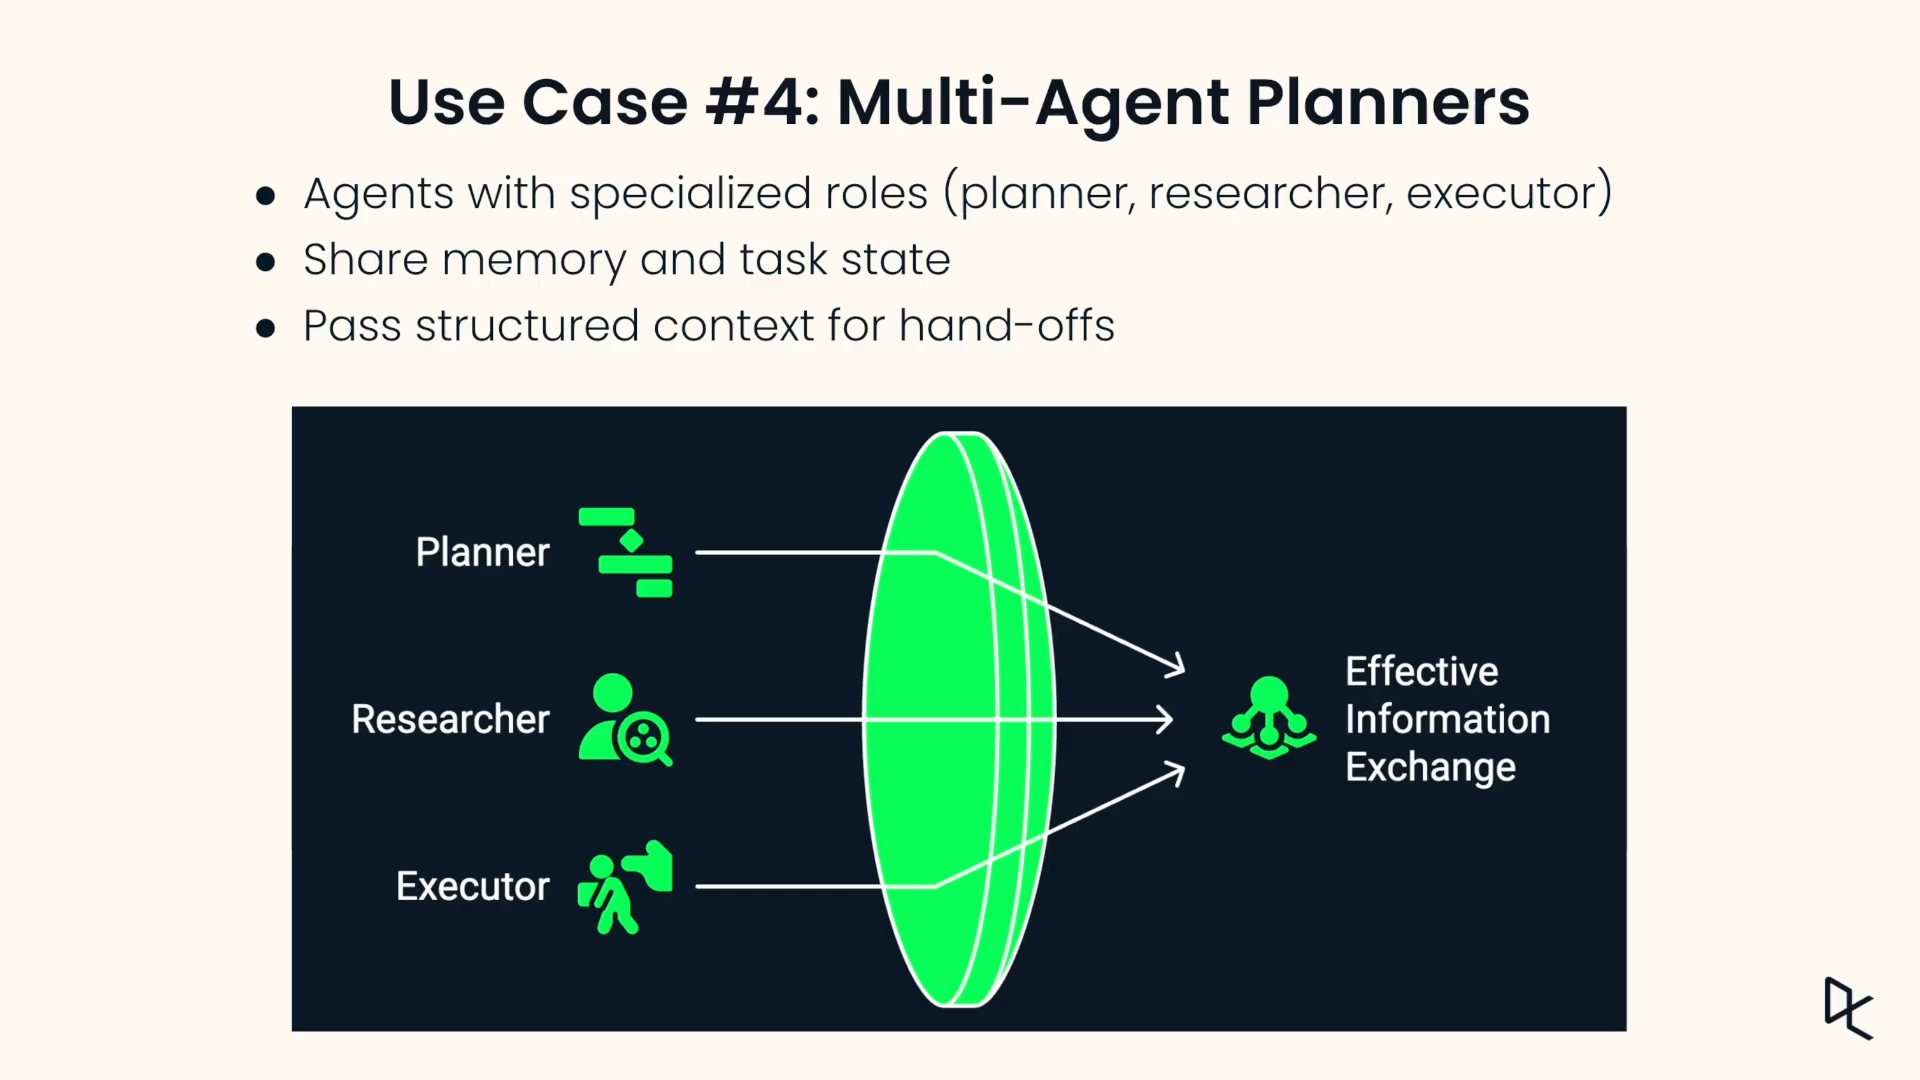 Use Case #4: Multi-Agent Planners
● Agents with specialized roles (planner, researcher, executor)
● Share memory and task state
● Pass structured context for hand-offs
Planner
Researcher
Executor
Effective
Information
Exchange